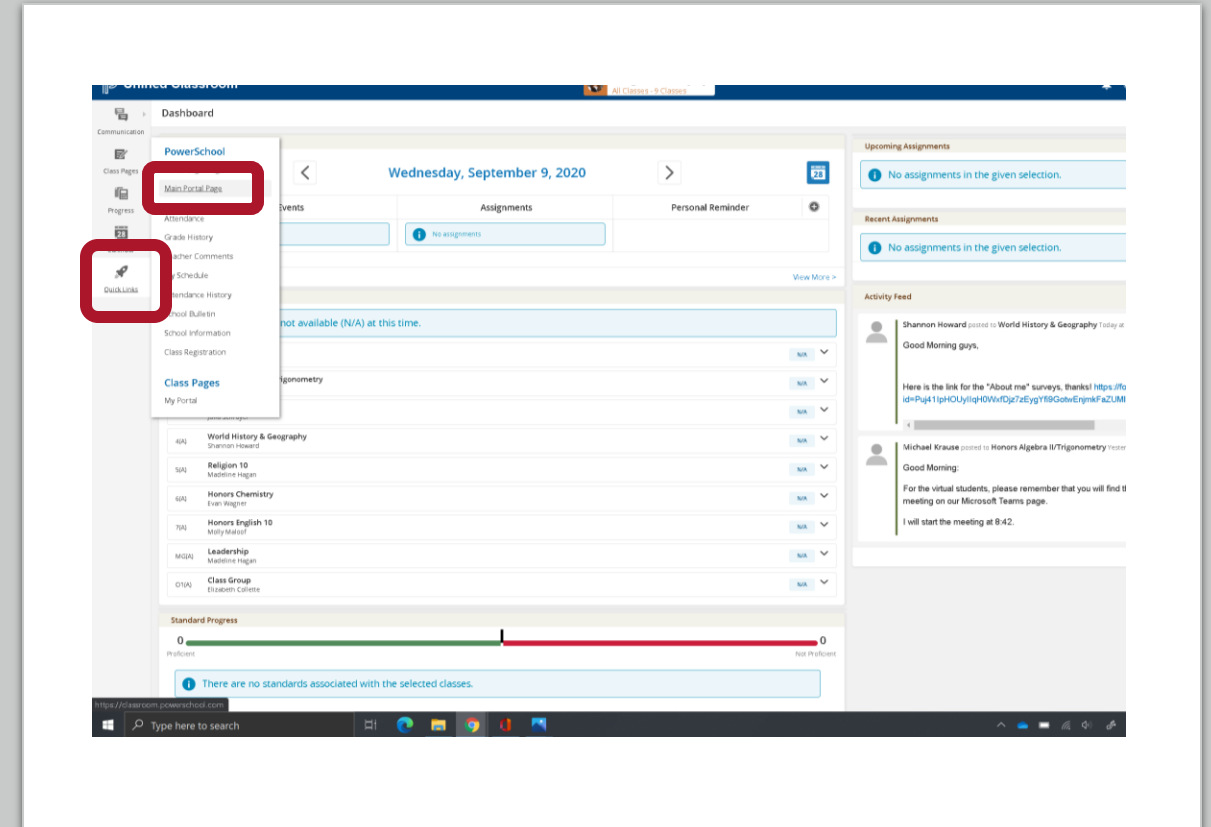 Unified Classroom
All Classes - 9 Classes
Dashboard
Communication
Class Pages
Progress
Quick Links
PowerSchool
Main Portal Page
Attendance
Grade History
Comments
Schedule
History
Bulletin
School Information
Class Registration
Class Pages
My Portal
Wednesday, September 9, 2020
28
Events
Assignments
Personal Reminder
No assignments
View More >
not available (N/A) at this time.
N/A
N/A
N/A
4(A)
World History & Geography
Shannon Howard
N/A
5(A)
Religion 10
Madeline Hagan
N/A
6(A)
Honors Chemistry
Evan Wagner
N/A
7(A)
Honors English 10
Molly Maloof
N/A
MG(A)
Leadership
Madeline Hagan
N/A
O1(A)
Class Group
Elizabeth Collette
N/A
Standard Progress
0
0
Proficient
Not Proficient
There are no standards associated with the selected classes.
Upcoming Assignments
No assignments in the given selection.
Recent Assignments
No assignments in the given selection.
Activity Feed
Shannon Howard posted to World History & Geography Today at
Good Morning guys,
Here is the link for the "About me" surveys, thanks! https://fo
Michael Krause posted to Honors Algebra II/Trigonometry Yester
Good Morning:
For the virtual students, please remember that you will find th
meeting on our Microsoft Teams page.
I will start the meeting at 8:42.
https://classroom.powerschool.com
Type here to search